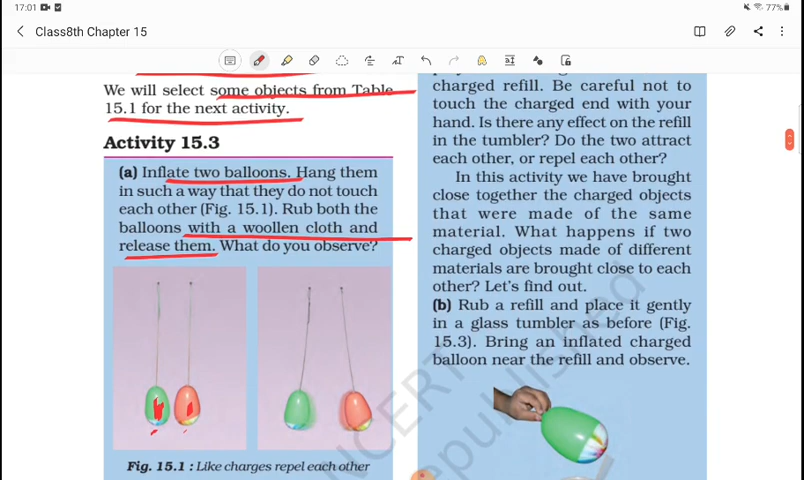 17:01
77%
Class8th Chapter 15
We will select some objects from Table
15.1 for the next activity.
Activity 15.3
(a) Inflate two balloons. Hang them
in such a way that they do not touch
each other (Fig. 15.1). Rub both the
balloons with a woollen cloth and
release them. What do you observe?
Fig. 15.1 : Like charges repel each other
charged refill. Be careful not to
touch the charged end with your
hand. Is there any effect on the refill
in the tumbler? Do the two attract
each other, or repel each other?
In this activity we have brought
close together the charged objects
that were made of the same
material. What happens if two
charged objects made of different
materials are brought close to each
other? Let's find out.
(b) Rub a refill and place it gently
in a glass tumbler as before (Fig.
15.3). Bring an inflated charged
balloon near the refill and observe.